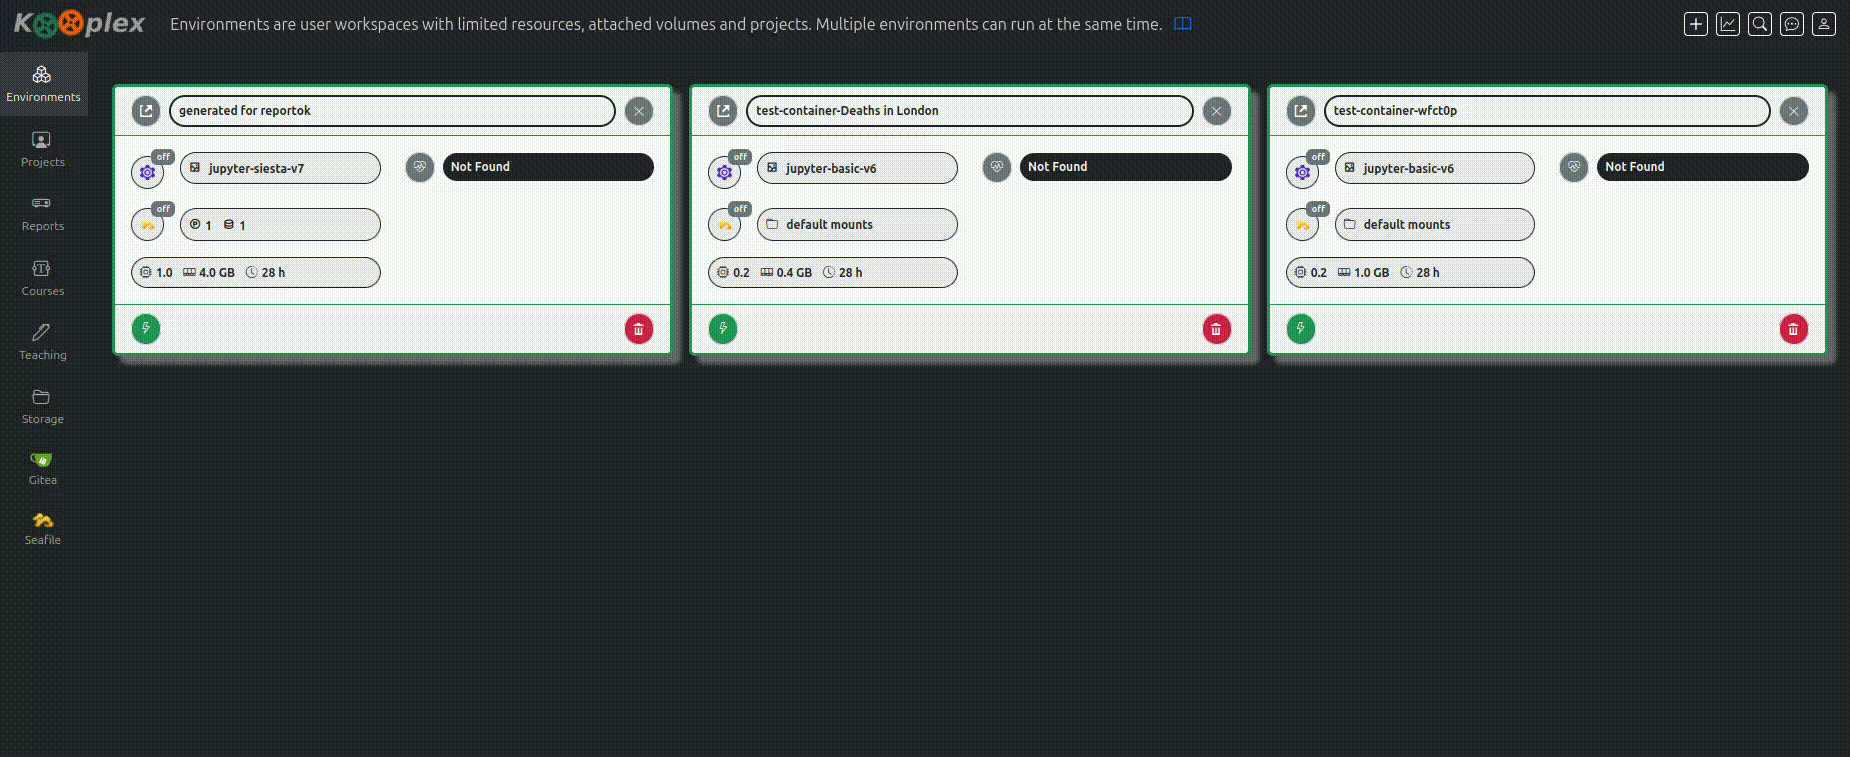 Kooplex
Environments are user workspaces with limited resources, attached volumes and projects. Multiple environments can run at the same time.
Environments
Projects
Reports
Courses
Teaching
Storage
Gitea
Seafile
generated for reportok
off
jupyter-siesta-v7
Not Found
off
1 1
1.0 4.0 GB 28 h
test-container-Deaths in London
off
jupyter-basic-v6
Not Found
off
default mounts
0.2 0.4 GB 28 h
test-container-wfct0p
off
jupyter-basic-v6
Not Found
off
default mounts
0.2 1.0 GB 28 h